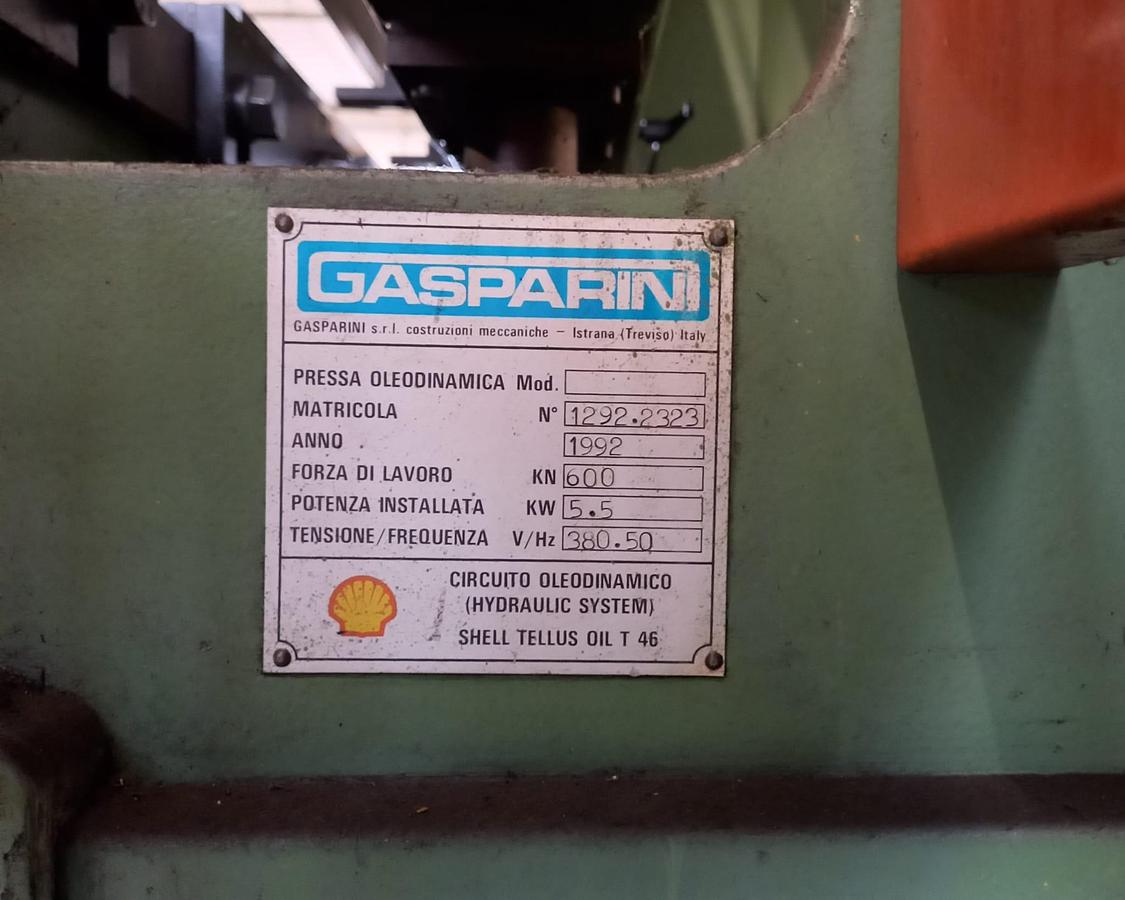 GASPARINI
GASPARINI s.r.l. costruzioni meccaniche – Istrana (Treviso) Italy
PRESSA OLEODINAMICA Mod.
MATRICOLA N° 1292.2323
ANNO 1992
FORZA DI LAVORO KN 600
POTENZA INSTALLATA KW 5.5
TENSIONE/FREQUENZA V/Hz 380.50
CIRCUITO OLEODINAMICO
(HYDRAULIC SYSTEM)
SHELL TELLUS OIL T 46